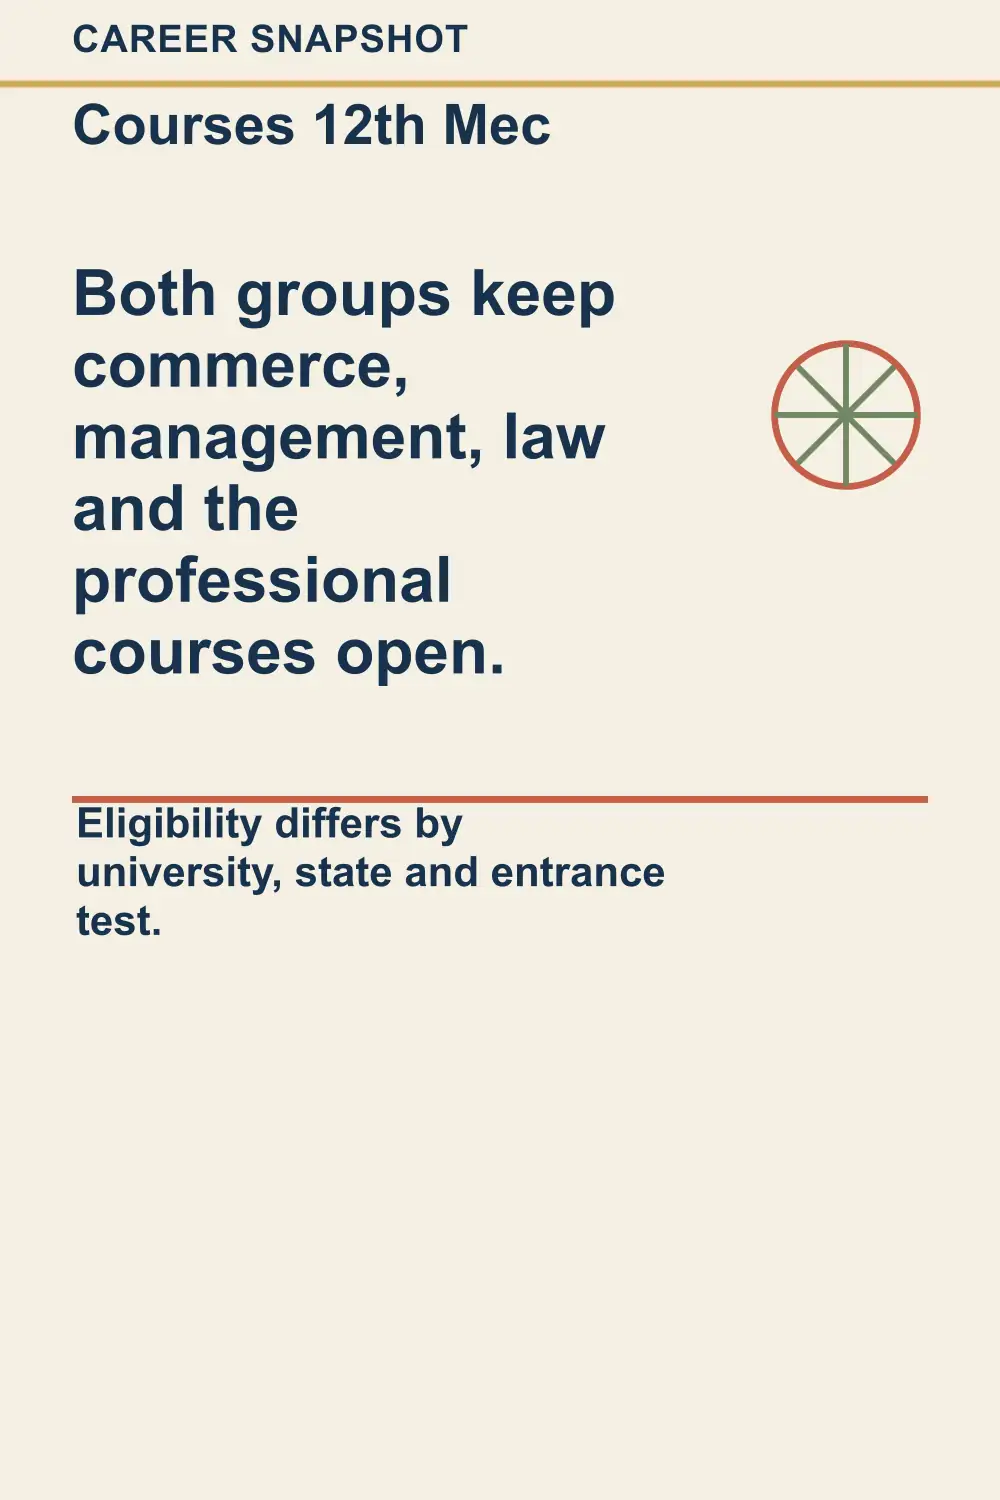 CAREER SNAPSHOT
Courses 12th Mec
Both groups keep
commerce,
management, law
and the
professional
courses open.
Eligibility differs by
university, state and entrance
test.